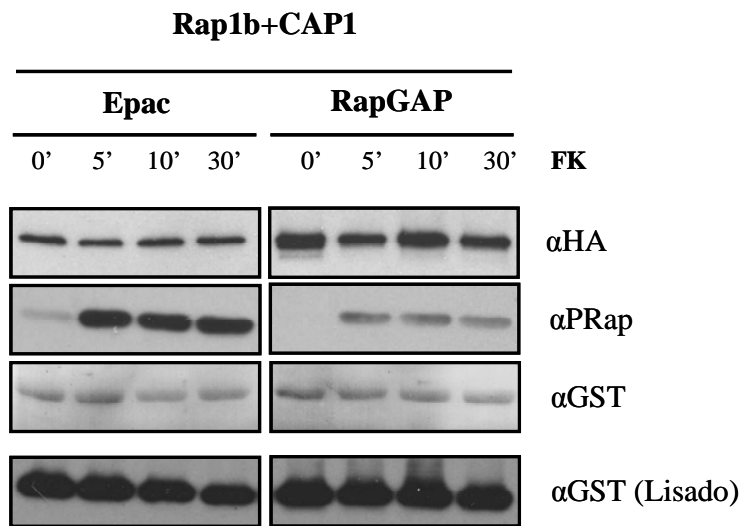 Rap1b+CAP1
Epac RapGAP
0’ 5’ 10’ 30’ 0’ 5’ 10’ 30’ FK
αHA
αPRap
αGST
αGST (Lisado)